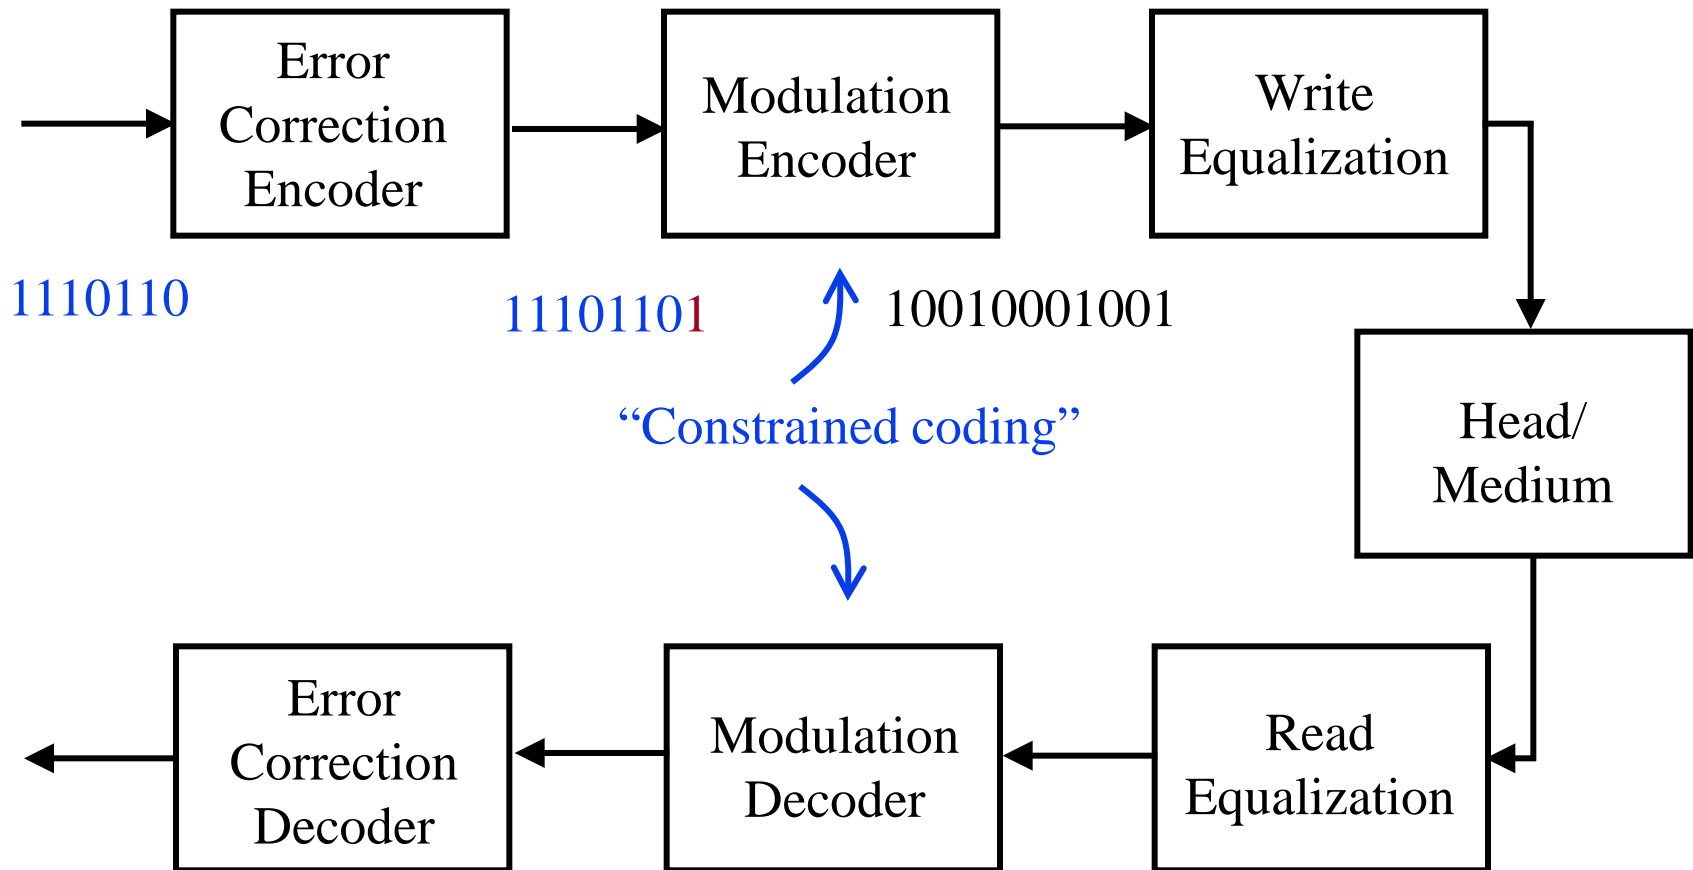 Error
Correction
Encoder
Modulation
Encoder
Write
Equalization
1110110
11101101
10010001001
“Constrained coding”
Head/
Medium
Error
Correction
Decoder
Modulation
Decoder
Read
Equalization